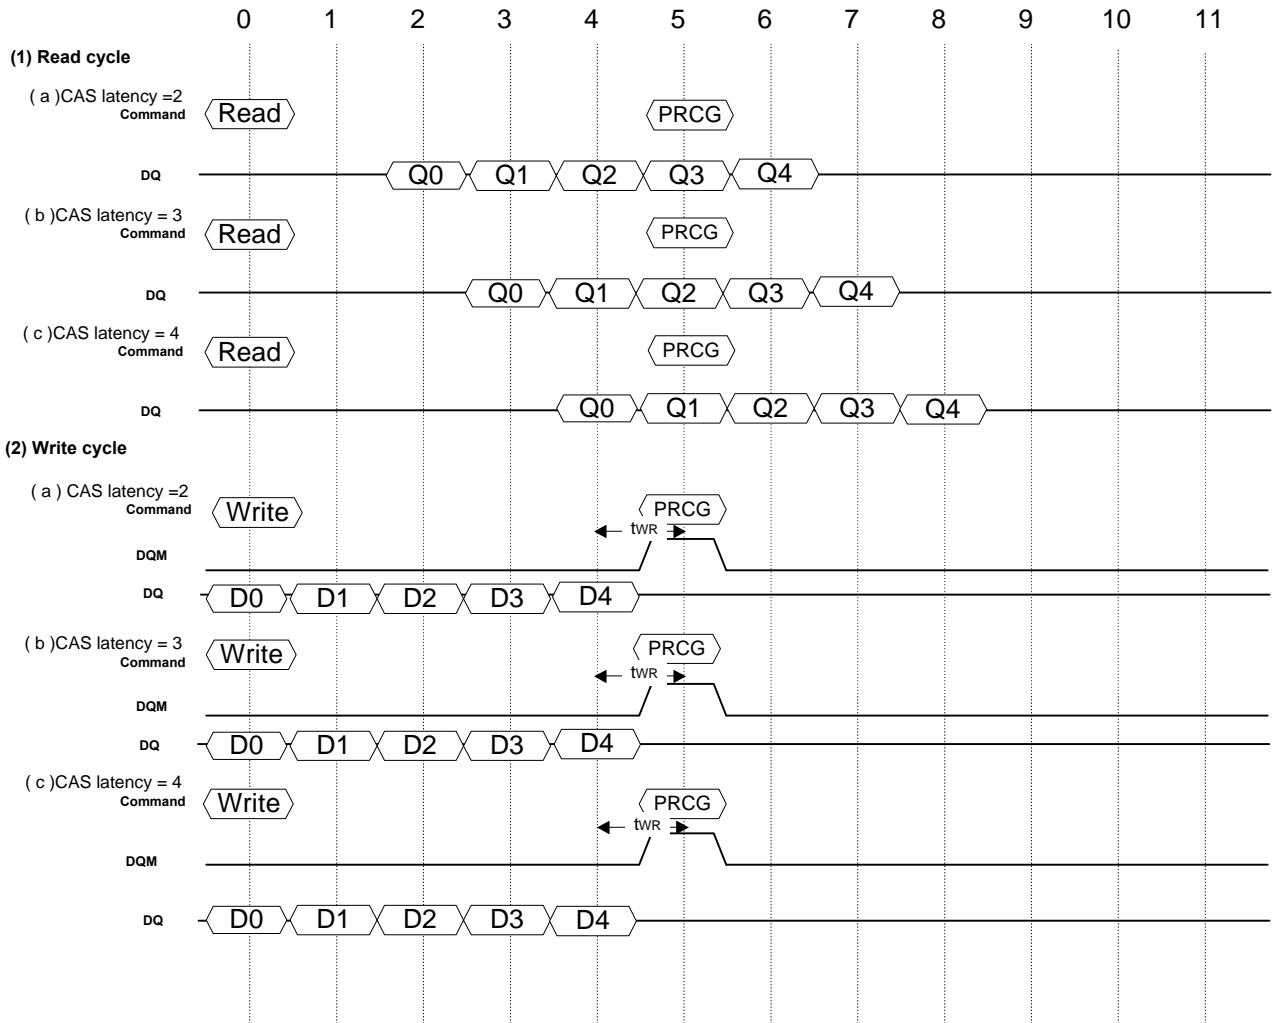 0 1 2 3 4 5 6 7 8 9 10 11
(1) Read cycle
( a )CAS latency =2
Command Read PRCG
DQ Q0 Q1 Q2 Q3 Q4
( b )CAS latency = 3
Command Read PRCG
DQ Q0 Q1 Q2 Q3 Q4
( c )CAS latency = 4
Command Read PRCG
DQ Q0 Q1 Q2 Q3 Q4
(2) Write cycle
( a ) CAS latency =2
Command Write PRCG
tWR
DQM
DQ D0 D1 D2 D3 D4
( b )CAS latency = 3
Command Write PRCG
tWR
DQM
DQ D0 D1 D2 D3 D4
( c )CAS latency = 4
Command Write PRCG
tWR
DQM
DQ D0 D1 D2 D3 D4